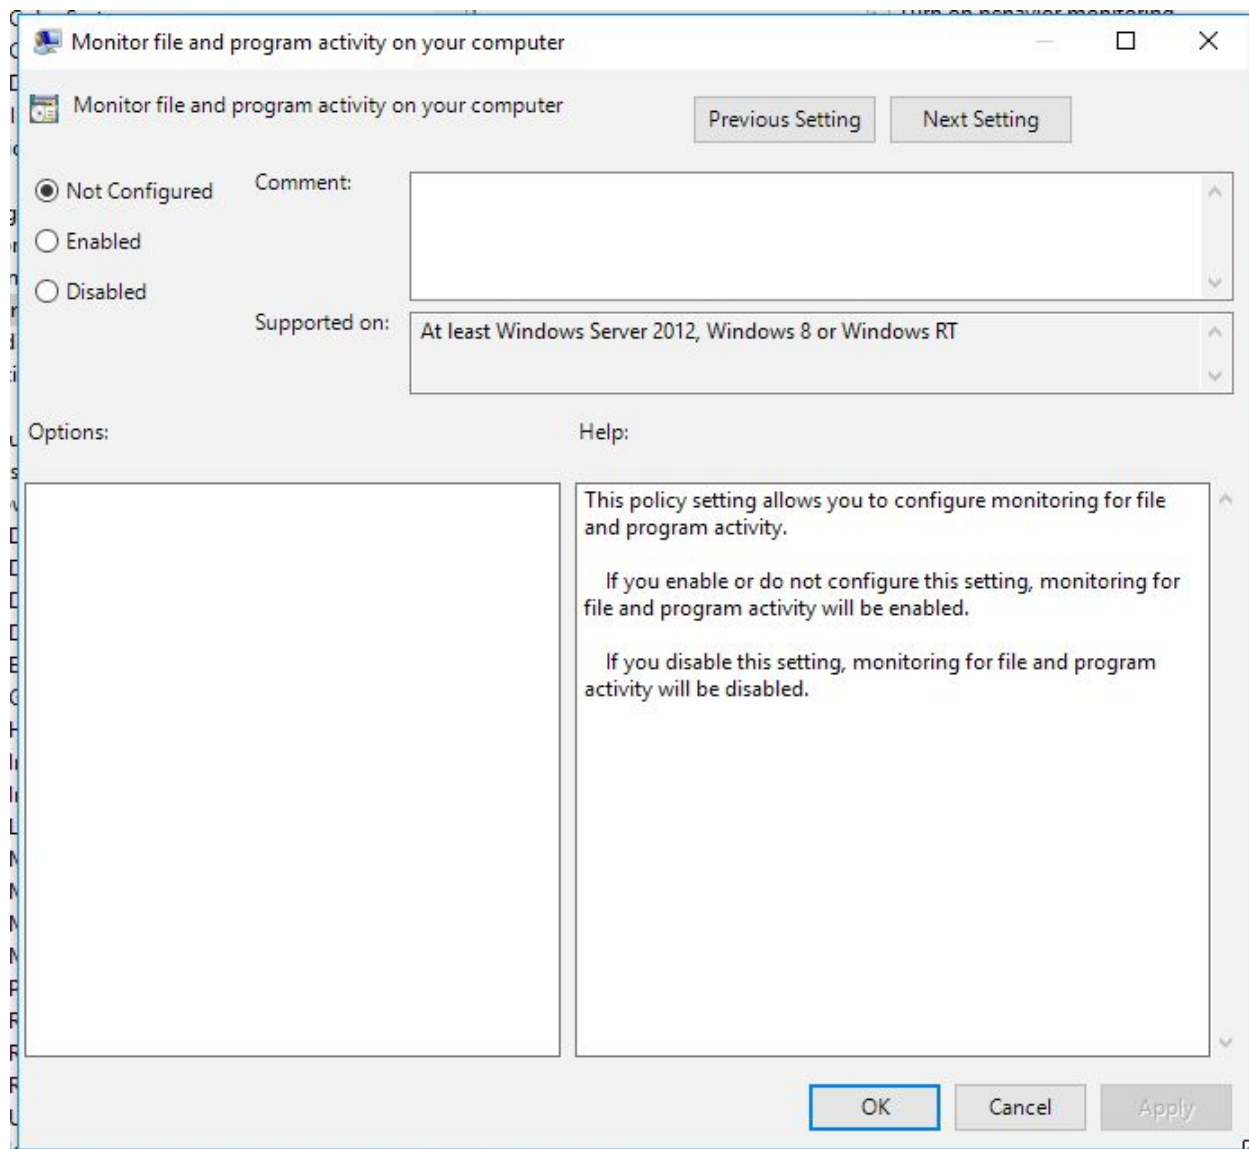 Turn on behavior monitoring
Monitor file and program activity on your computer
Monitor file and program activity on your computer
Previous Setting
Next Setting
Not Configured
Comment:
Enabled
Disabled
Supported on:
At least Windows Server 2012, Windows 8 or Windows RT
Options:
Help:
This policy setting allows you to configure monitoring for file
and program activity.
If you enable or do not configure this setting, monitoring for
file and program activity will be enabled.
If you disable this setting, monitoring for file and program
activity will be disabled.
OK
Cancel
Apply